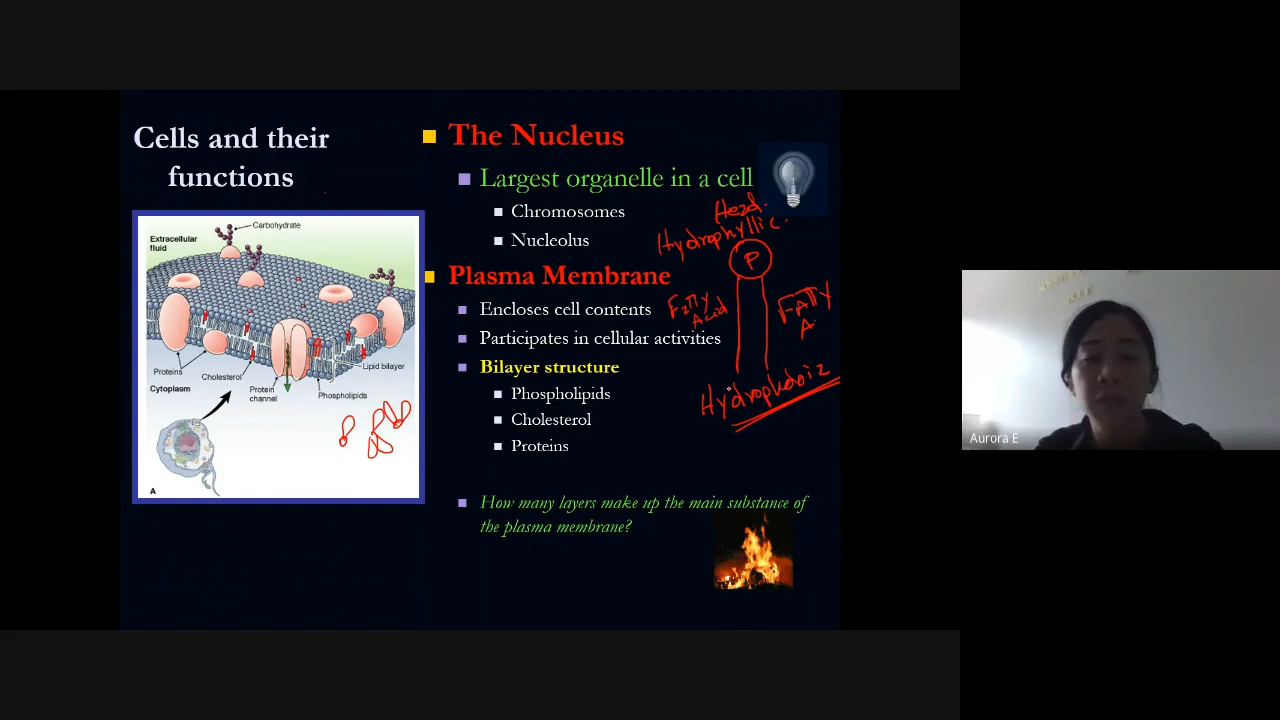 Cells and their
functions
Carbohydrate
Extracellular
fluid
Proteins
Cholesterol
Cytoplasm
Protein
channel
Lipid bilayer
Phospholipids
A
The Nucleus
Largest organelle in a cell
Chromosomes
Nucleolus
Plasma Membrane
Encloses cell contents
Participates in cellular activities
Bilayer structure
Phospholipids
Cholesterol
Proteins
How many layers make up the main substance of
the plasma membrane?
Head.
Hydrophyllic.
P
Fatty
Acid
FATTY
A.
Aurora E